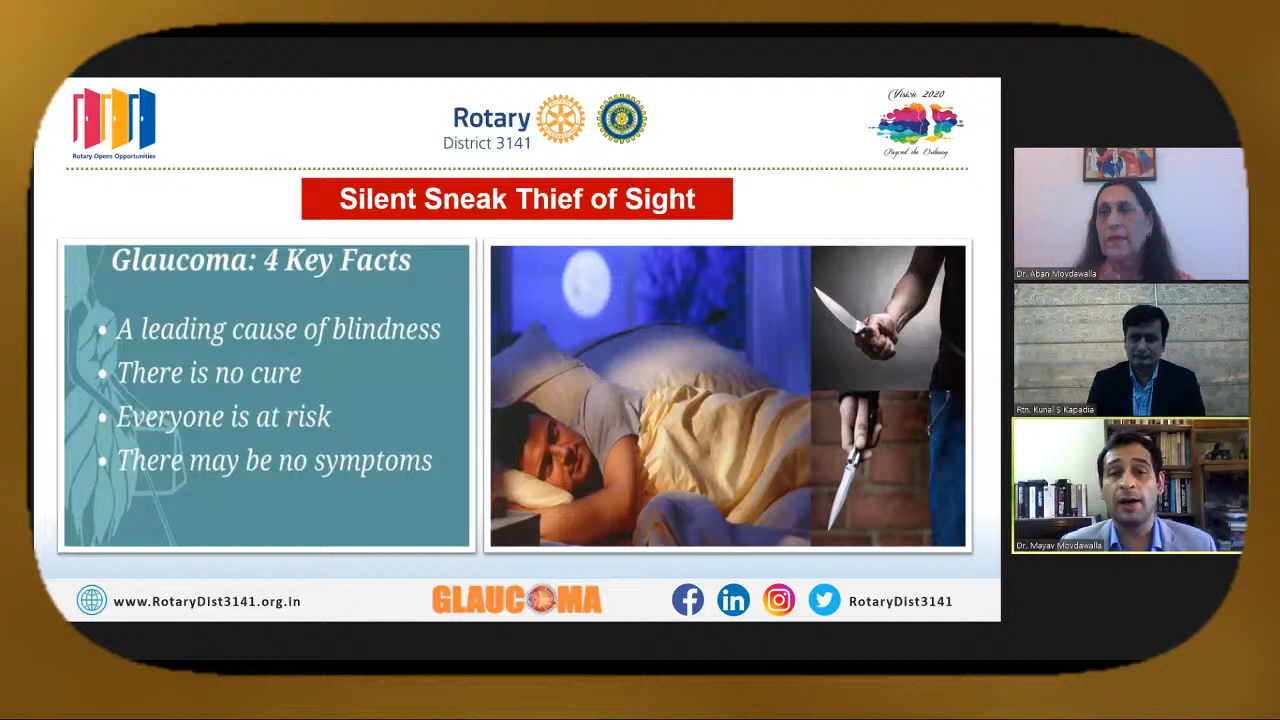 Rotary Opens Opportunities
Rotary
District 3141
Vision 2020
Beyond the Ordinary
Silent Sneak Thief of Sight
Glaucoma: 4 Key Facts
• A leading cause of blindness
• There is no cure
• Everyone is at risk
• There may be no symptoms
www.RotaryDist3141.org.in
GLAUCOMA
RotaryDist3141
Dr. Aban Movdawalla
Rtn. Kunal S Kapadia
Dr. Mayav Movdawalla